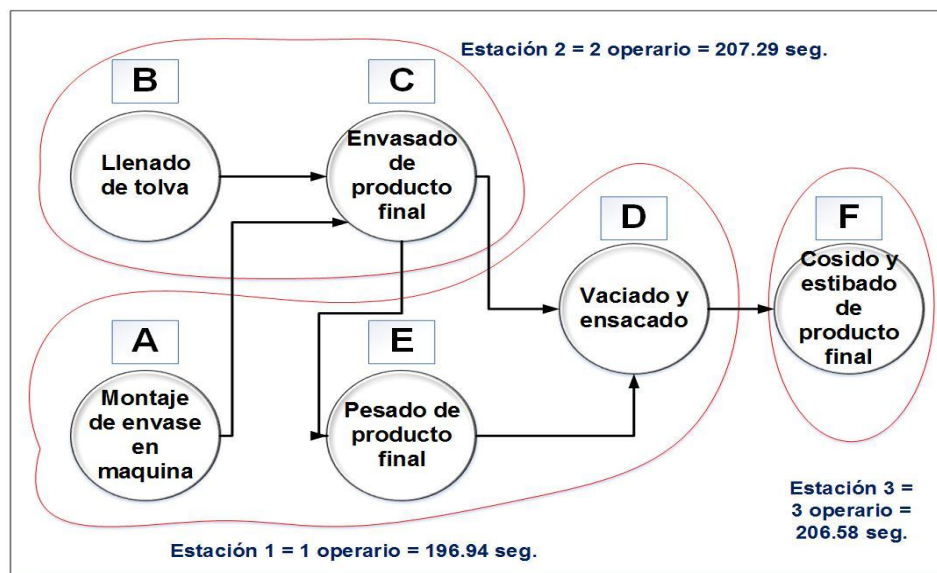 Estación 2 = 2 operario = 207.29 seg.
B
C
Llenado
de tolva
Envasado
de
producto
final
D
F
Vaciado y
ensacado
Cosido y
estibado
de
producto
final
A
E
Montaje
de envase
en
maquina
Pesado de
producto
final
Estación 3 =
3 operario =
206.58 seg.
Estación 1 = 1 operario = 196.94 seg.